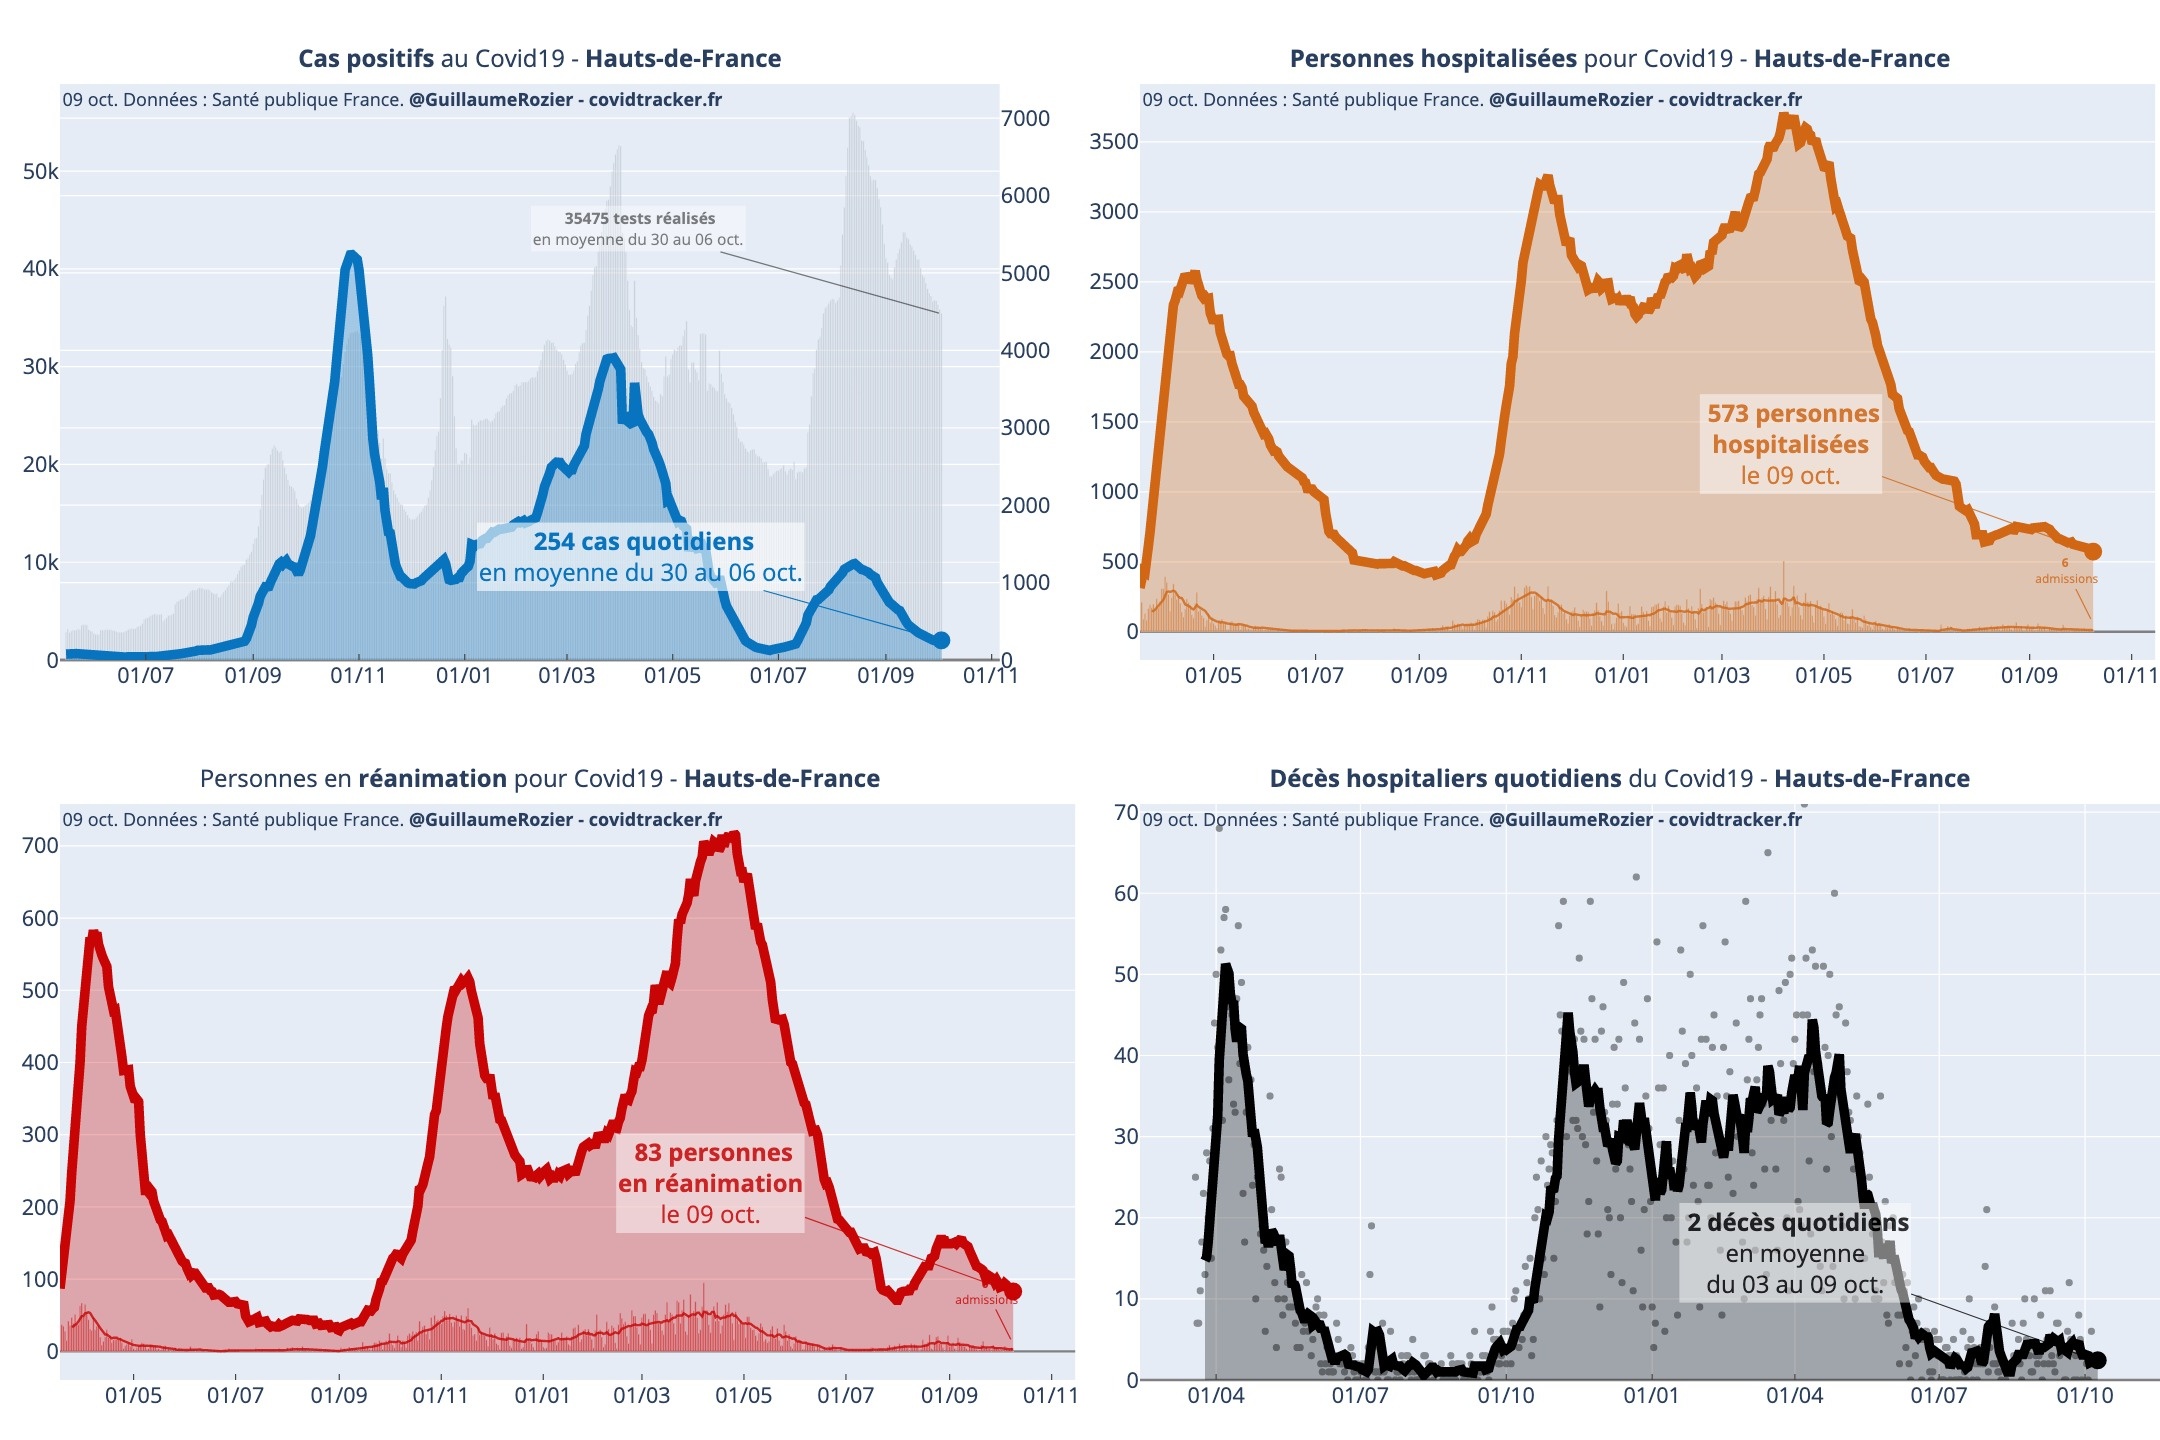 Cas positifs au Covid19 - Hauts-de-France
09 oct. Données : Santé publique France. @GuillaumeRozier - covidtracker.fr
7000
50k
6000
35475 tests réalisés
en moyenne du 30 au 06 oct.
40k
5000
30k
4000
3000
20k
2000
254 cas quotidiens
10k
en moyenne du 30 au 06 oct.
1000
0
0
01/07 01/09 01/11 01/01 01/03 01/05 01/07 01/09 01/11
Personnes hospitalisées pour Covid19 - Hauts-de-France
09 oct. Données : Santé publique France. @GuillaumeRozier - covidtracker.fr
3500
3000
2500
2000
1500
573 personnes
hospitalisées
le 09 oct.
1000
500
6
admissions
0
01/05 01/07 01/09 01/11 01/01 01/03 01/05 01/07 01/09 01/11
Personnes en réanimation pour Covid19 - Hauts-de-France
09 oct. Données : Santé publique France. @GuillaumeRozier - covidtracker.fr
700
600
500
400
300
83 personnes
en réanimation
200
le 09 oct.
100
admissions
0
01/05 01/07 01/09 01/11 01/01 01/03 01/05 01/07 01/09 01/11
Décès hospitaliers quotidiens du Covid19 - Hauts-de-France
70
09 oct. Données : Santé publique France. @GuillaumeRozier - covidtracker.fr
60
50
40
30
20
2 décès quotidiens
en moyenne
du 03 au 09 oct.
10
0
01/04 01/07 01/10 01/01 01/04 01/07 01/10